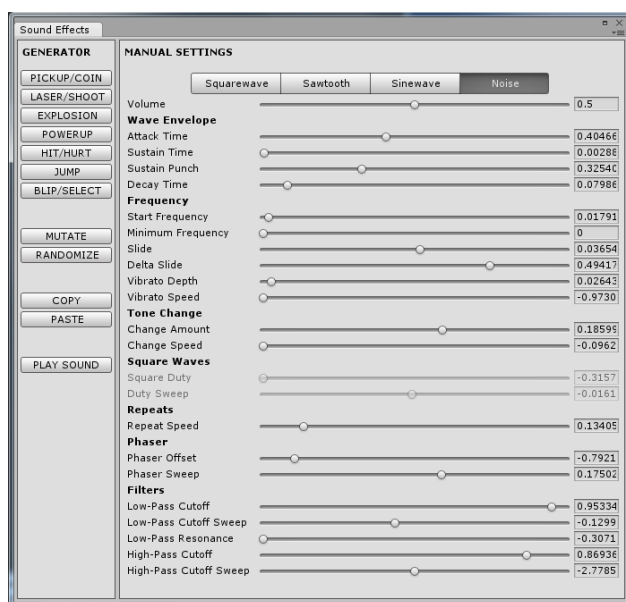 Sound Effects
GENERATOR
PICKUP/COIN
LASER/SHOOT
EXPLOSION
POWERUP
HIT/HURT
JUMP
BLIP/SELECT
MUTATE
RANDOMIZE
COPY
PASTE
PLAY SOUND
MANUAL SETTINGS
Squarewave Sawtooth Sinewave Noise
Volume 0.5
Wave Envelope
Attack Time 0.40466
Sustain Time 0.00288
Sustain Punch 0.32540
Decay Time 0.07986
Frequency
Start Frequency 0.01791
Minimum Frequency 0
Slide 0.03654
Delta Slide 0.49417
Vibrato Depth 0.02643
Vibrato Speed -0.9730
Tone Change
Change Amount 0.18599
Change Speed -0.0962
Square Waves
Square Duty -0.3157
Duty Sweep -0.0161
Repeats
Repeat Speed 0.13405
Phaser
Phaser Offset -0.7921
Phaser Sweep 0.17502
Filters
Low-Pass Cutoff 0.95334
Low-Pass Cutoff Sweep -0.1299
Low-Pass Resonance -0.3071
High-Pass Cutoff 0.86936
High-Pass Cutoff Sweep -2.7785